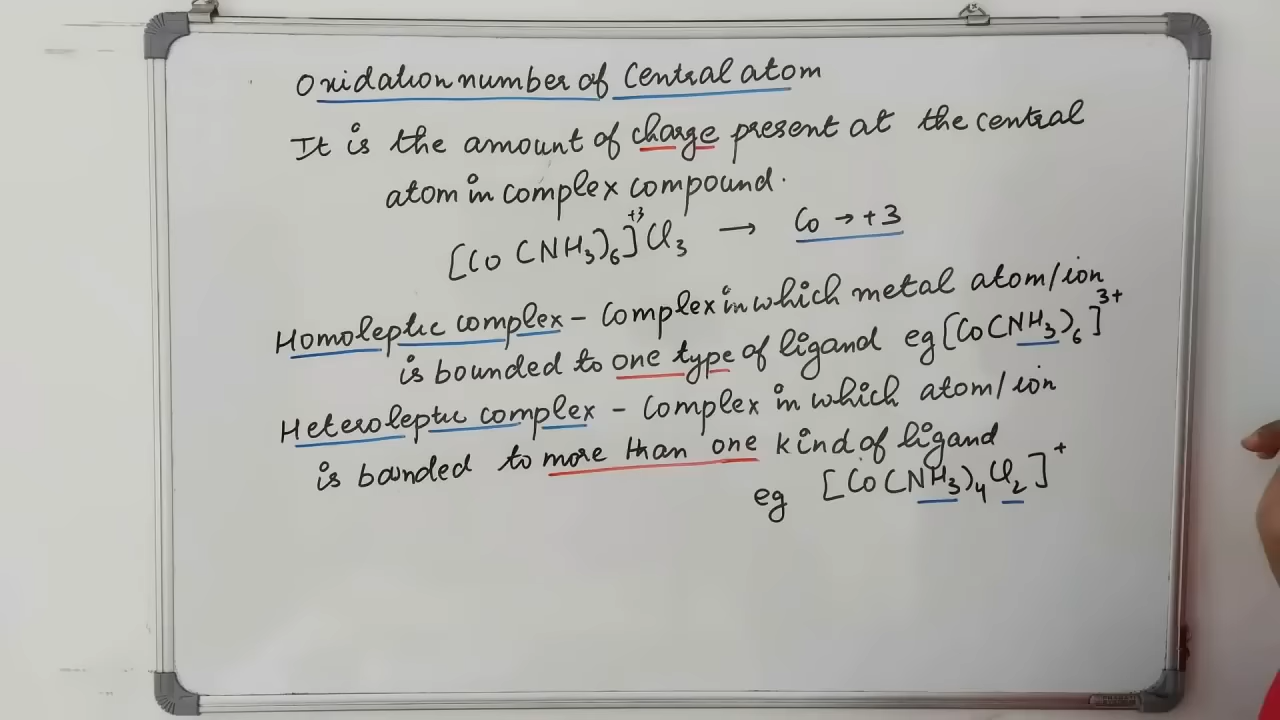 Oxidation number of Central atom
It is the amount of charge present at the central
atom in complex compound.
[Co(NH₃)₆]⁺³Cl₃ → Co → +3
Homoleptic complex – Complex in which metal atom/ion
is bounded to one type of ligand eg [Co(NH₃)₆]³⁺
Heteroleptic complex – Complex in which atom/ion
is bounded to more than one kind of ligand
eg [Co(NH₃)₄Cl₂]⁺